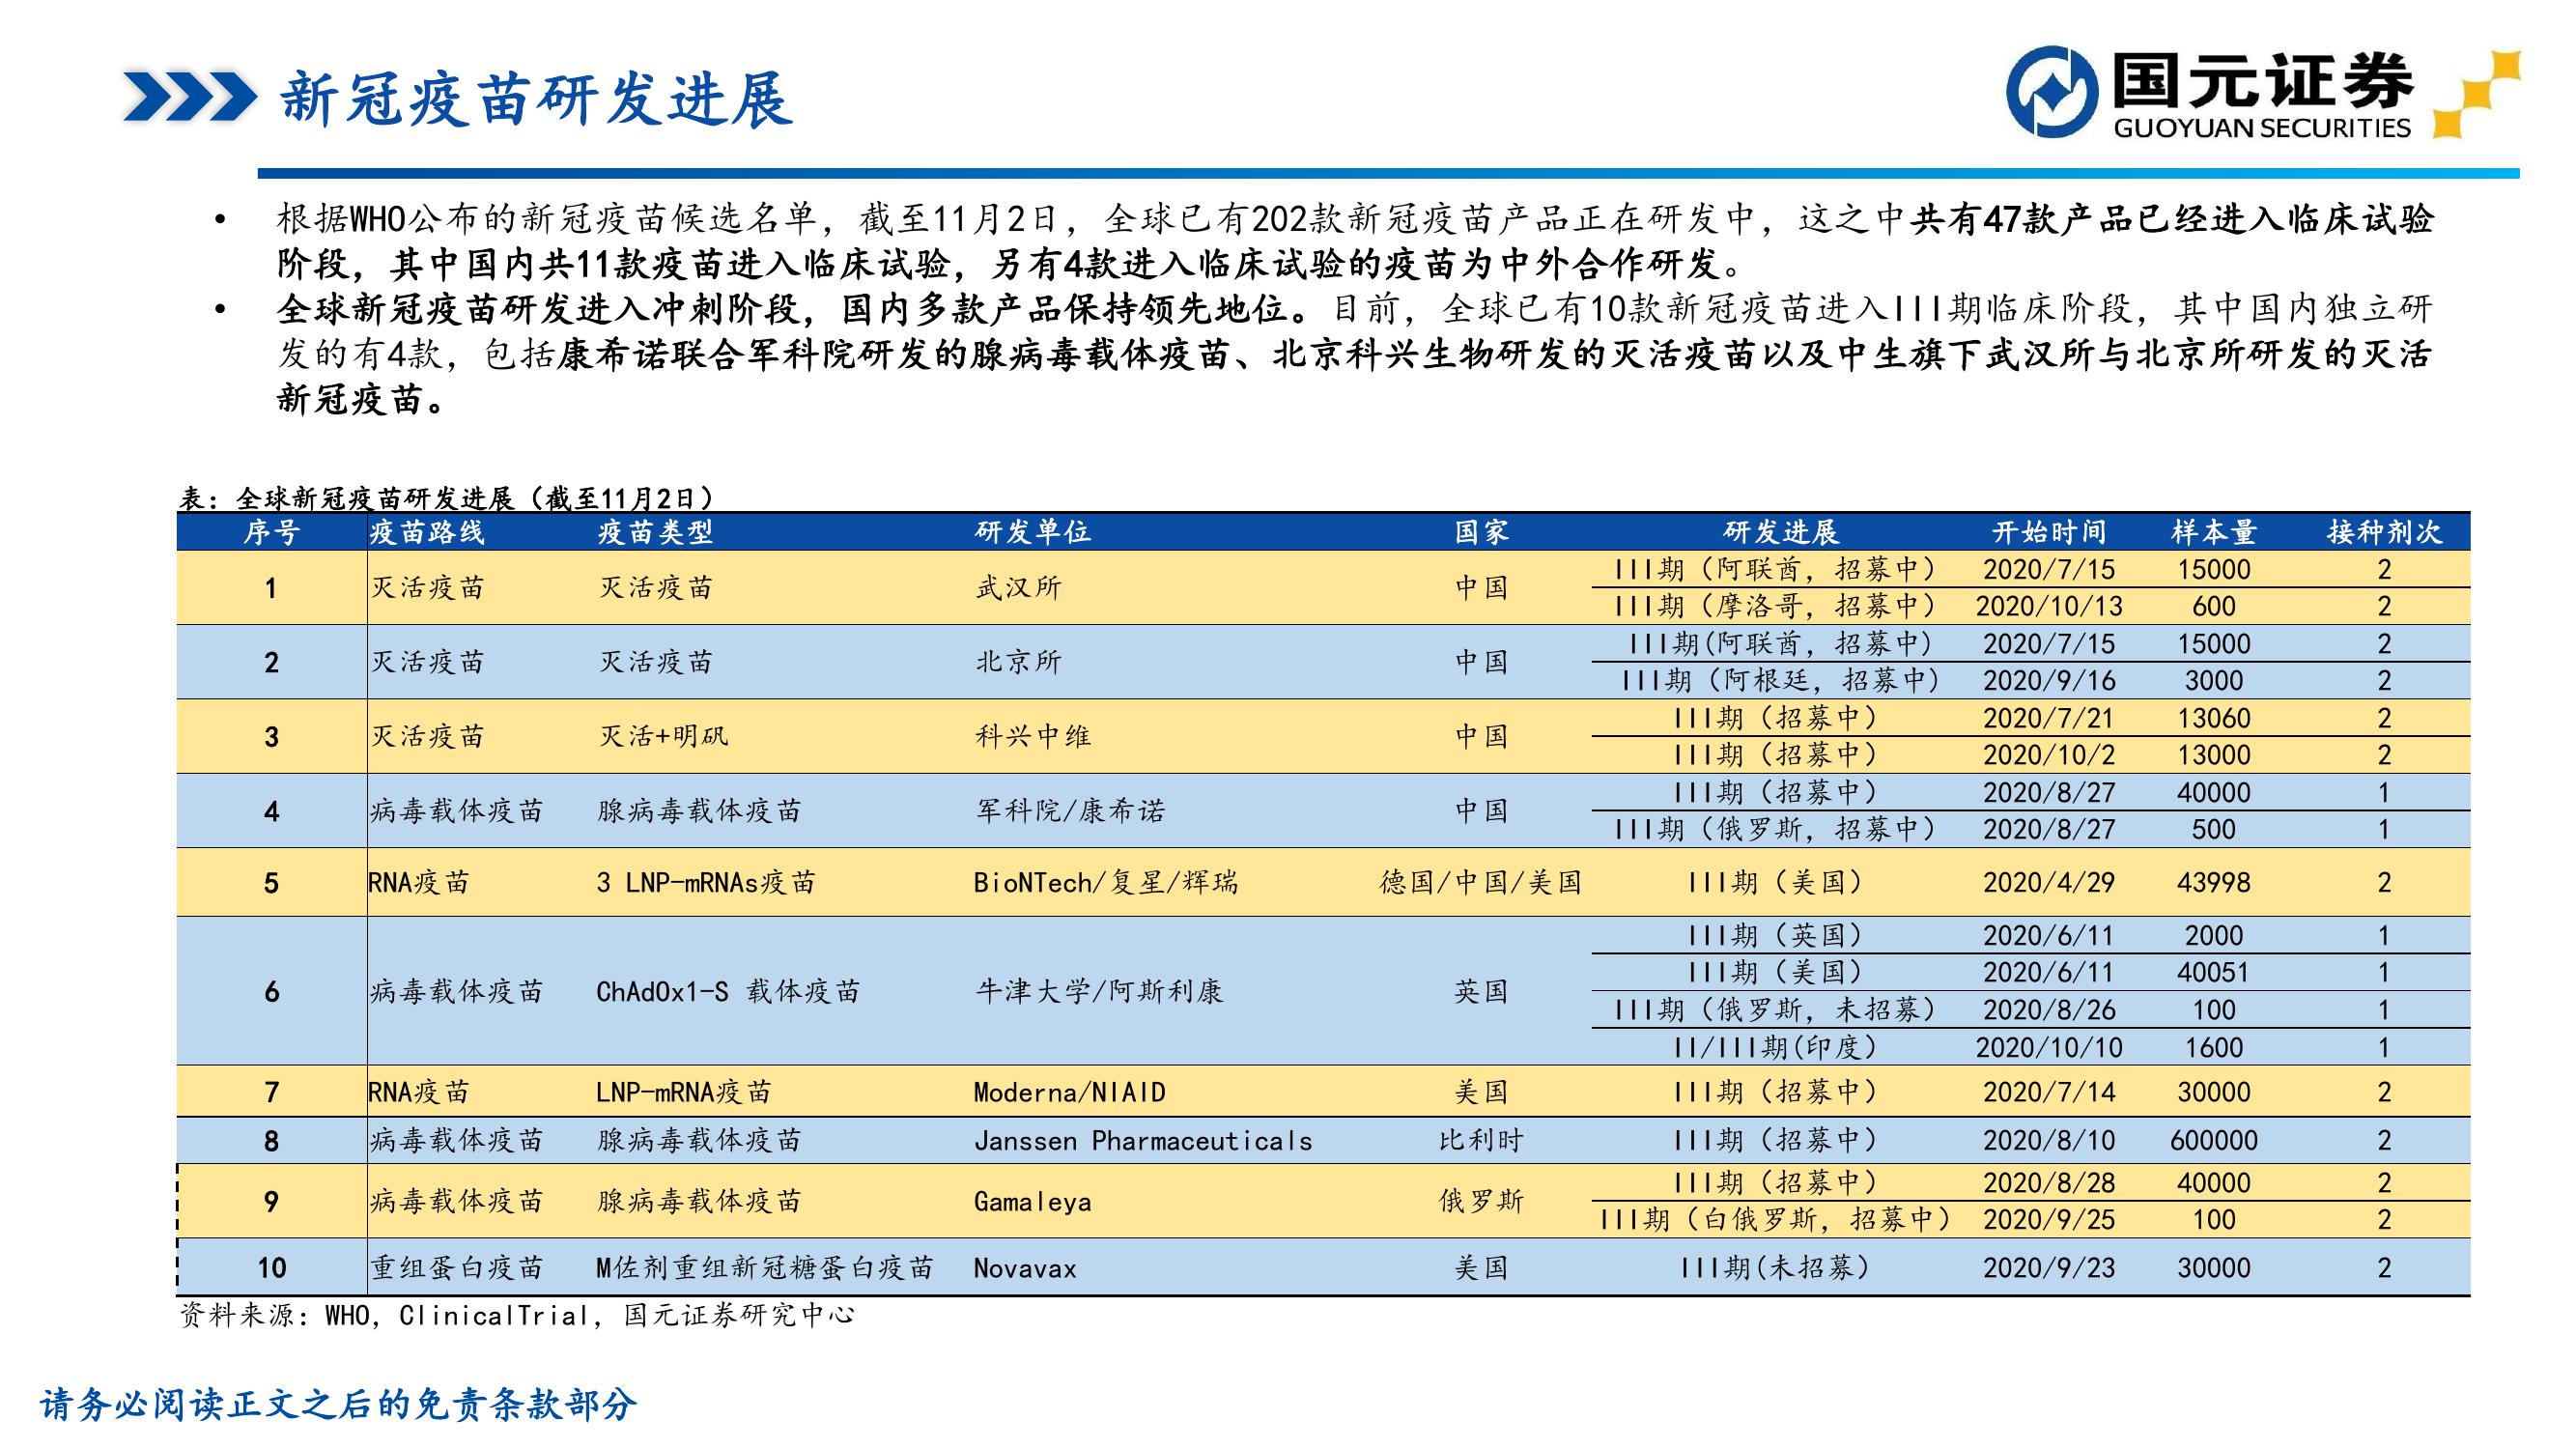 新冠疫苗研发进展
国元证券
GUOYUAN SECURITIES
• 根据WHO公布的新冠疫苗候选名单，截至11月2日，全球已有202款新冠疫苗产品正在研发中，这之中共有47款产品已经进入临床试验
阶段，其中国内共11款疫苗进入临床试验，另有4款进入临床试验的疫苗为中外合作研发。
• 全球新冠疫苗研发进入冲刺阶段，国内多款产品保持领先地位。目前，全球已有10款新冠疫苗进入III期临床阶段，其中国内独立研
发的有4款，包括康希诺联合军科院研发的腺病毒载体疫苗、北京科兴生物研发的灭活疫苗以及中生旗下武汉所与北京所研发的灭活
新冠疫苗。
表：全球新冠疫苗研发进展（截至11月2日）
序号 疫苗路线 疫苗类型 研发单位 国家 研发进展 开始时间 样本量 接种剂次
1 灭活疫苗 灭活疫苗 武汉所 中国 III期（阿联酋，招募中） 2020/7/15 15000 2
III期（摩洛哥，招募中） 2020/10/13 600 2
2 灭活疫苗 灭活疫苗 北京所 中国 III期(阿联酋，招募中) 2020/7/15 15000 2
III期（阿根廷，招募中) 2020/9/16 3000 2
3 灭活疫苗 灭活+明矾 科兴中维 中国 III期（招募中） 2020/7/21 13060 2
III期（招募中） 2020/10/2 13000 2
4 病毒载体疫苗 腺病毒载体疫苗 军科院/康希诺 中国 III期（招募中） 2020/8/27 40000 1
III期（俄罗斯，招募中） 2020/8/27 500 1
5 RNA疫苗 3 LNP-mRNAs疫苗 BioNTech/复星/辉瑞 德国/中国/美国 III期（美国） 2020/4/29 43998 2
6 病毒载体疫苗 ChAdOx1-S 载体疫苗 牛津大学/阿斯利康 英国 III期（英国） 2020/6/11 2000 1
III期（美国） 2020/6/11 40051 1
III期（俄罗斯，未招募） 2020/8/26 100 1
II/III期(印度） 2020/10/10 1600 1
7 RNA疫苗 LNP-mRNA疫苗 Moderna/NIAID 美国 III期（招募中） 2020/7/14 30000 2
8 病毒载体疫苗 腺病毒载体疫苗 Janssen Pharmaceuticals 比利时 III期（招募中） 2020/8/10 600000 2
9 病毒载体疫苗 腺病毒载体疫苗 Gamaleya 俄罗斯 III期（招募中） 2020/8/28 40000 2
III期（白俄罗斯，招募中） 2020/9/25 100 2
10 重组蛋白疫苗 M佐剂重组新冠糖蛋白疫苗 Novavax 美国 III期(未招募） 2020/9/23 30000 2
资料来源：WHO，ClinicalTrial，国元证券研究中心
请务必阅读正文之后的免责条款部分